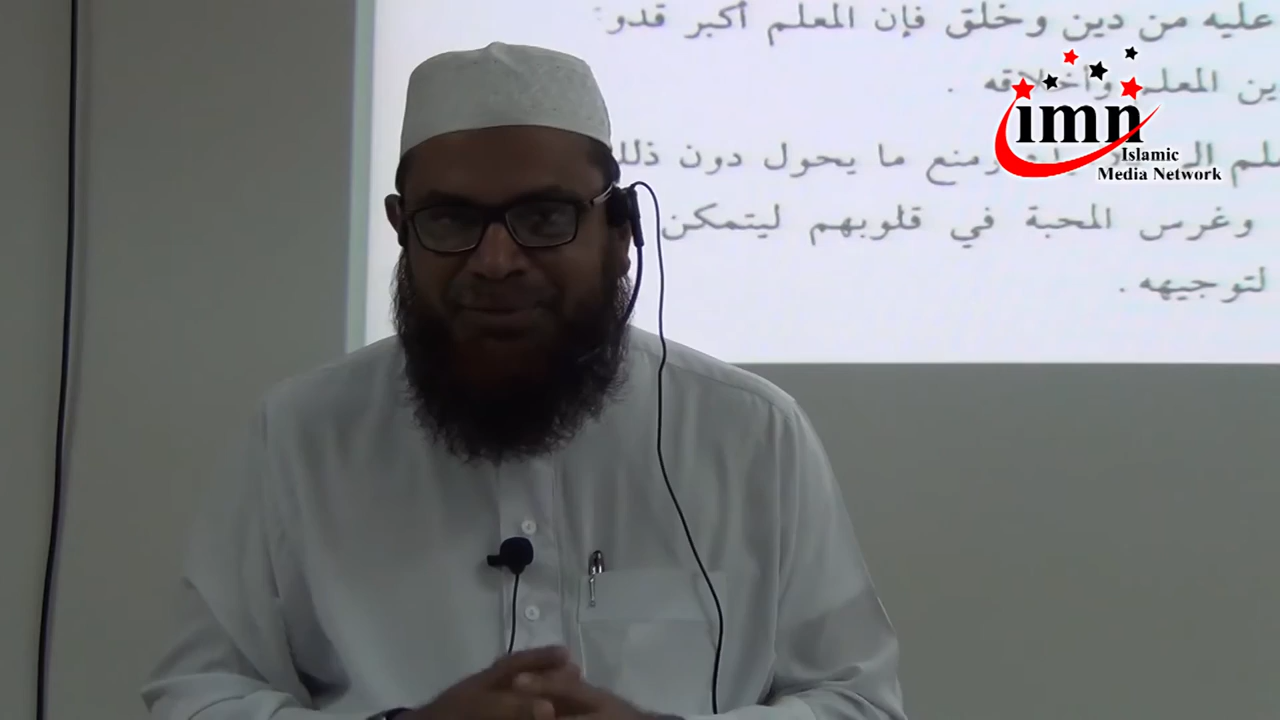 عليه من دين وخلق فإن المعلم أكبر قدو
ين المعلم وأخلاقه .
ومنع ما يحول دون ذلك
وغرس المحبة في قلوبهم ليتمكن
لتوجيهه .
imn
Islamic
Media Network